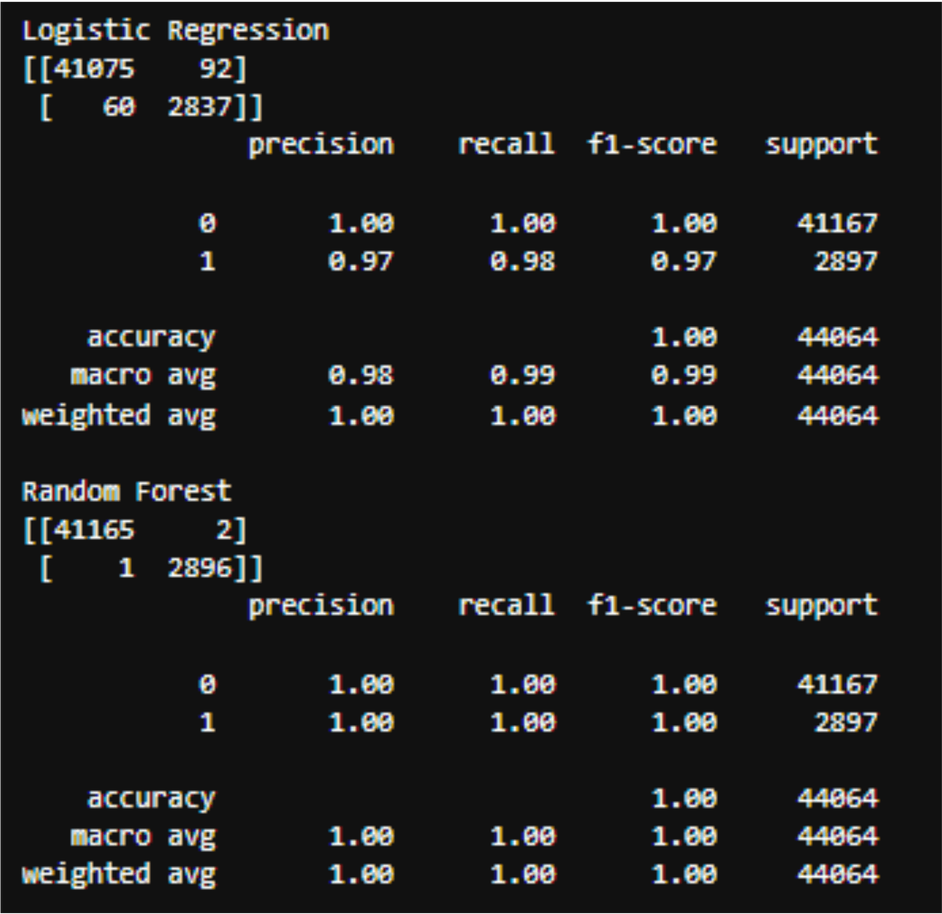 Logistic Regression
[[41075    92]
 [   60  2837]]
              precision    recall  f1-score   support
           0       1.00      1.00      1.00     41167
           1       0.97      0.98      0.97      2897
    accuracy                           1.00     44064
   macro avg       0.98      0.99      0.99     44064
weighted avg       1.00      1.00      1.00     44064
Random Forest
[[41165     2]
 [    1  2896]]
              precision    recall  f1-score   support
           0       1.00      1.00      1.00     41167
           1       1.00      1.00      1.00      2897
    accuracy                           1.00     44064
   macro avg       1.00      1.00      1.00     44064
weighted avg       1.00      1.00      1.00     44064